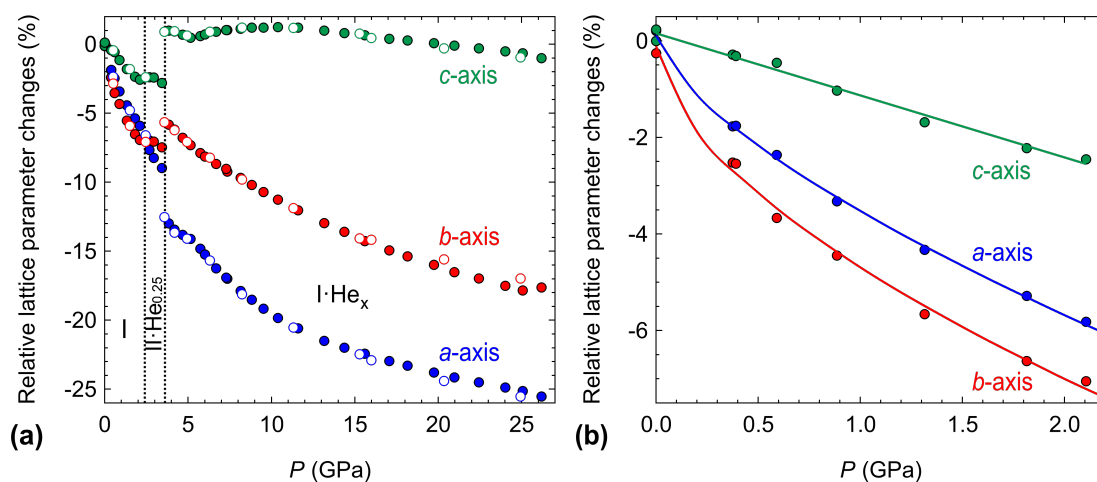 0
-5
-10
-15
-20
-25
Relative lattice parameter changes (%)
c-axis
b-axis
a-axis
I
II·He0.25
I·Hex
0 5 10 15 20 25
P (GPa)
(a)
0
-2
-4
-6
Relative lattice parameter changes (%)
c-axis
a-axis
b-axis
0.0 0.5 1.0 1.5 2.0
P (GPa)
(b)